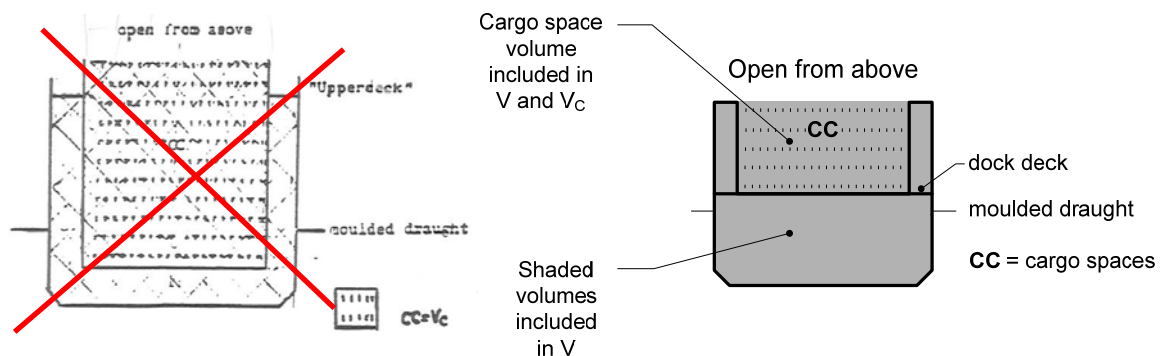 open from above
"Upperdeck"
CC
moulded draught
CC=Vc
Cargo space
volume
included in
V and VC
Open from above
CC
dock deck
moulded draught
CC = cargo spaces
Shaded
volumes
included
in V